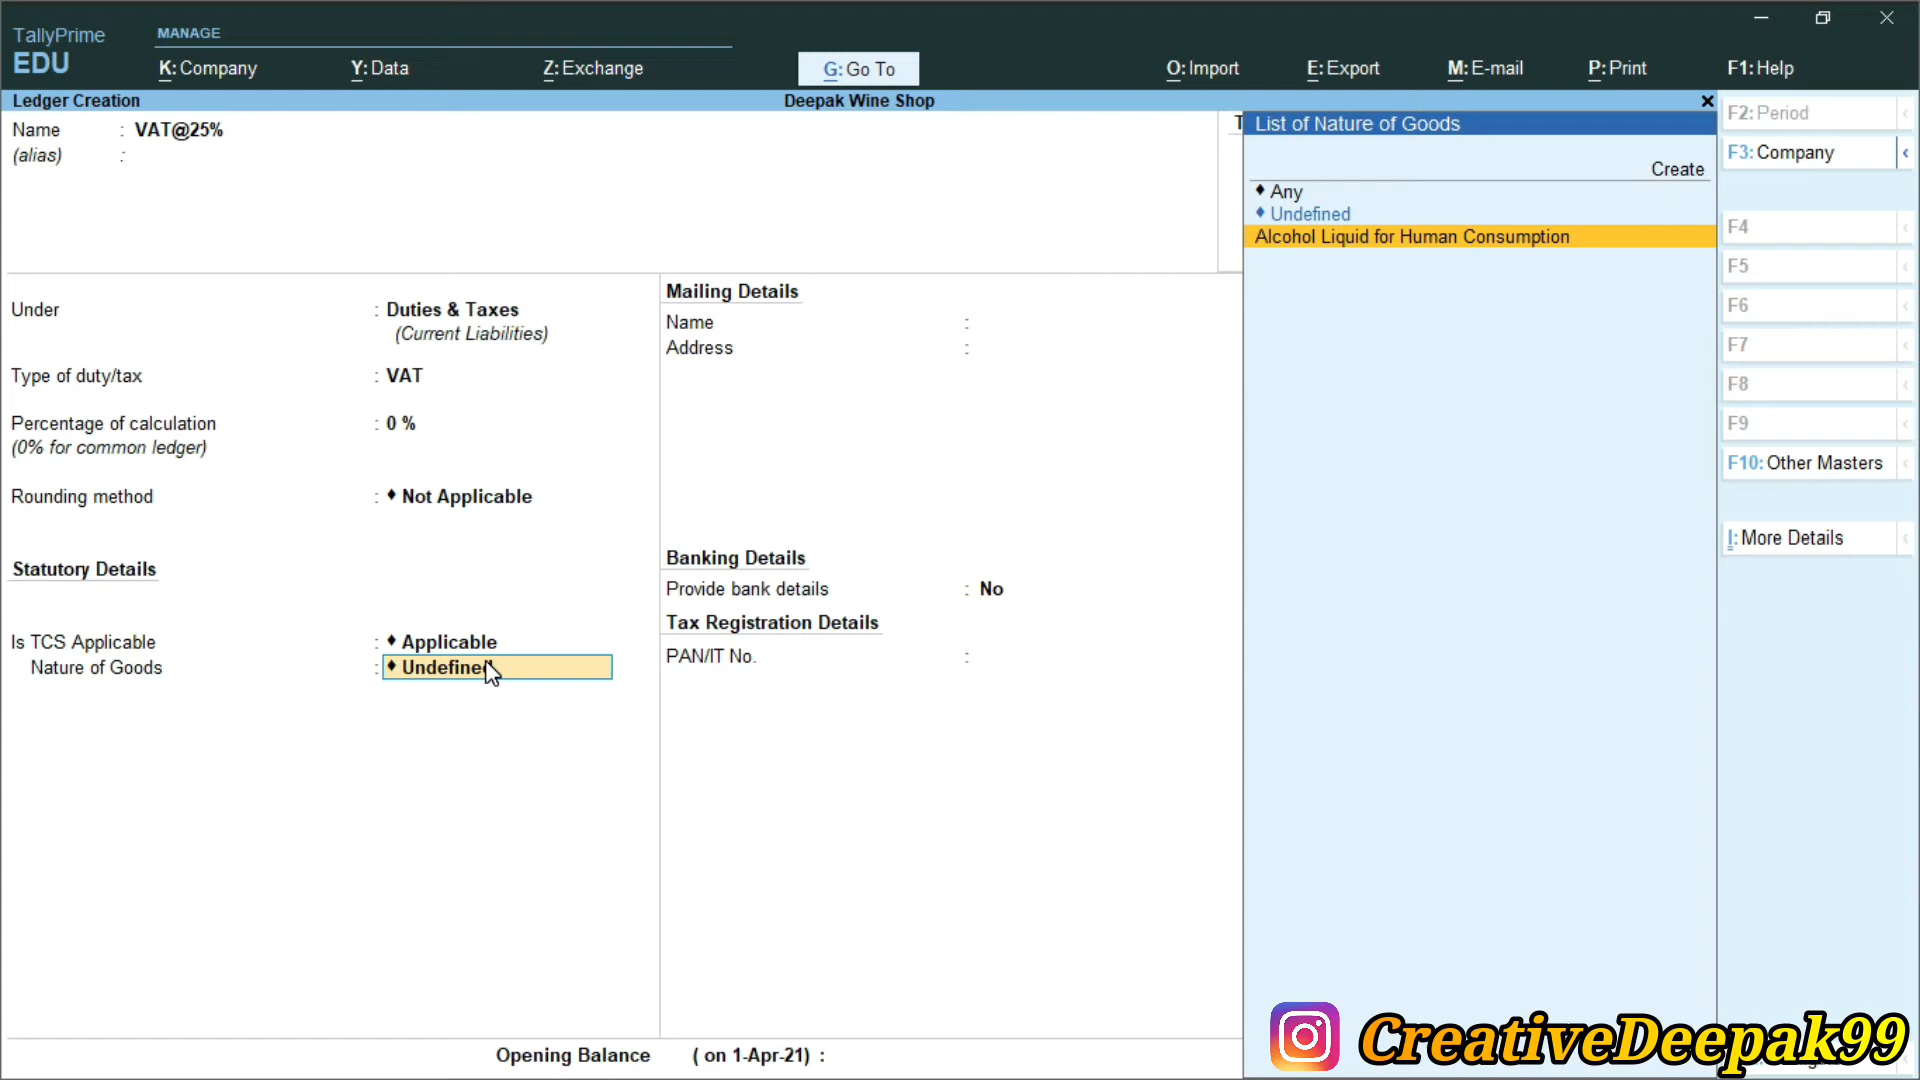 TallyPrime
EDU
MANAGE
K:Company
Y:Data
Z:Exchange
G:Go To
O:Import
E:Export
M:E-mail
P:Print
F1:Help
Ledger Creation
Deepak Wine Shop
Name : VAT@25%
(alias) :
Under : Duties & Taxes
(Current Liabilities)
Type of duty/tax : VAT
Percentage of calculation : 0 %
(0% for common ledger)
Rounding method : Not Applicable
Statutory Details
Is TCS Applicable : Applicable
Nature of Goods : Undefined
Mailing Details
Name :
Address :
Banking Details
Provide bank details : No
Tax Registration Details
PAN/IT No. :
Opening Balance ( on 1-Apr-21) :
List of Nature of Goods
Create
Any
Undefined
Alcohol Liquid for Human Consumption
F2:Period
F3:Company
F4
F5
F6
F7
F8
F9
F10:Other Masters
I:More Details
CreativeDeepak99